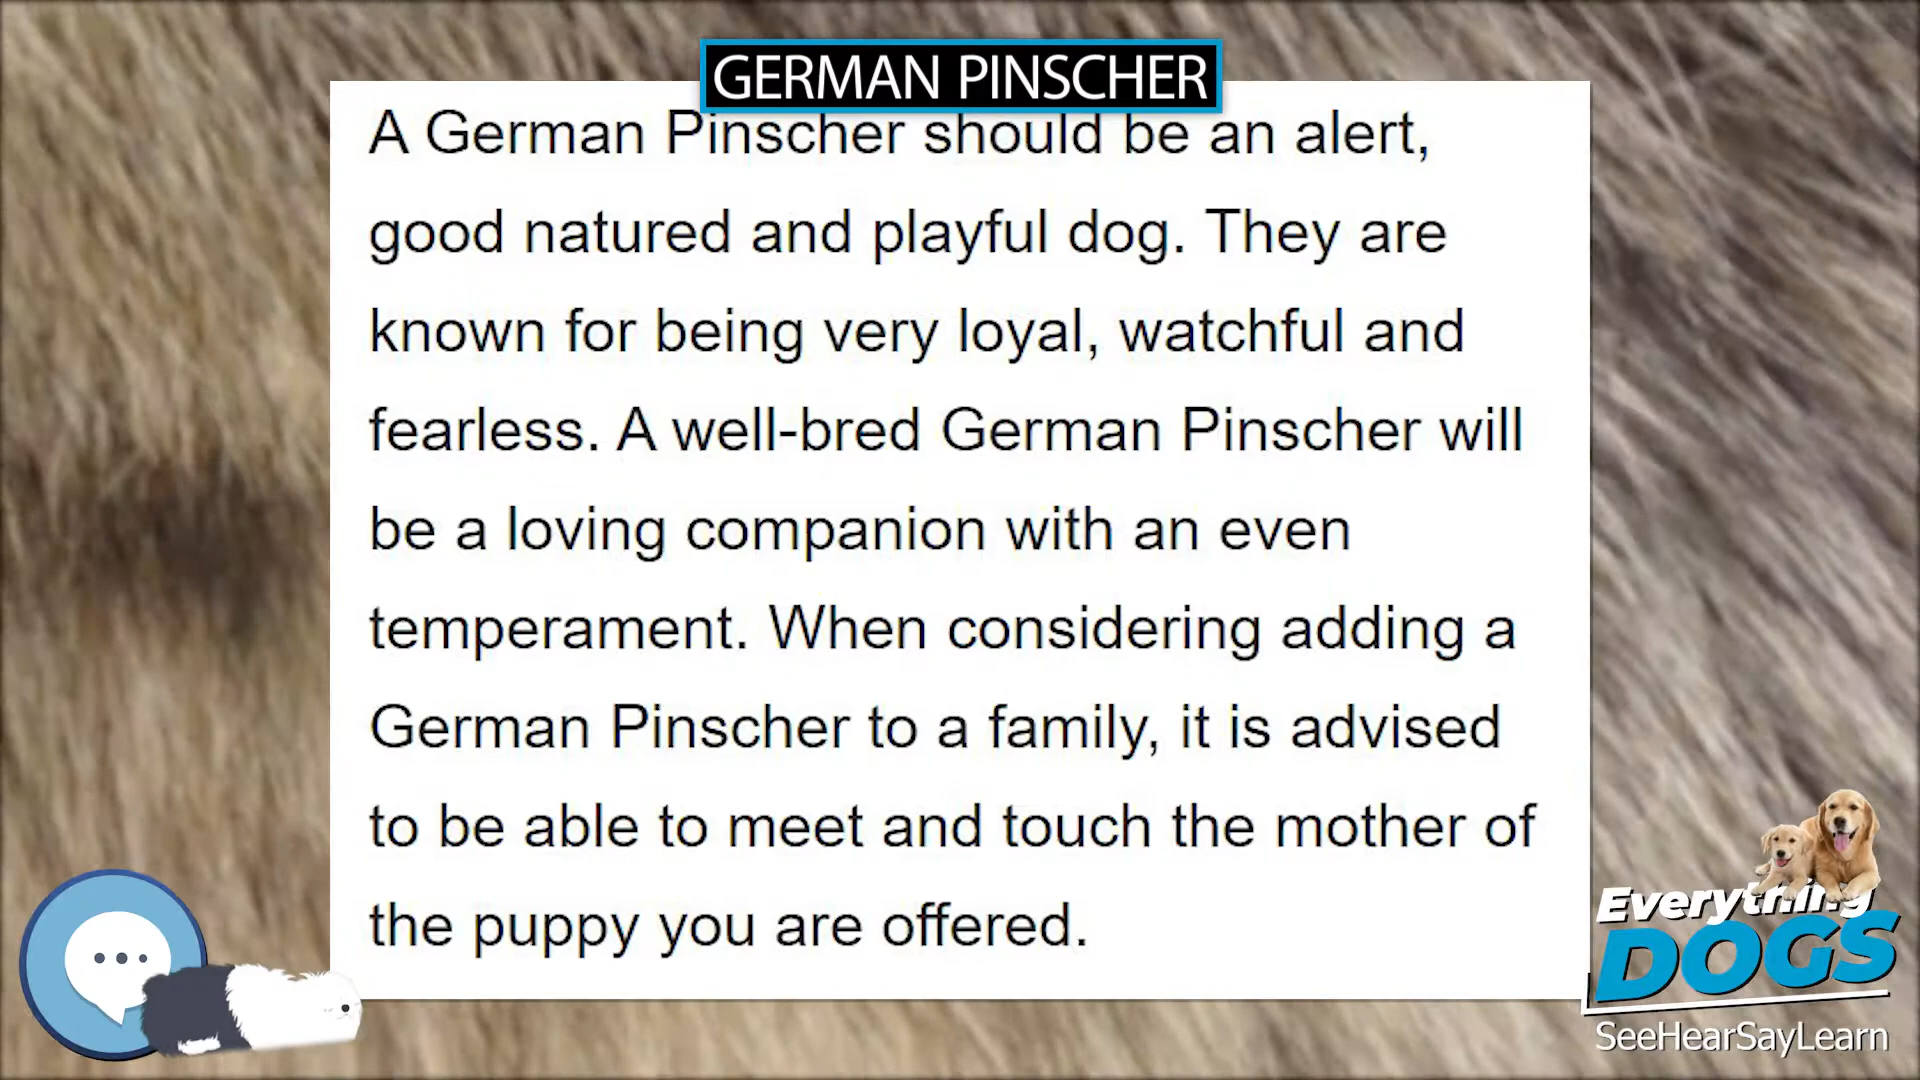 GERMAN PINSCHER
A German Pinscher should be an alert,
good natured and playful dog. They are
known for being very loyal, watchful and
fearless. A well-bred German Pinscher will
be a loving companion with an even
temperament. When considering adding a
German Pinscher to a family, it is advised
to be able to meet and touch the mother of
the puppy you are offered.
Everything
DOGS
SeeHearSayLearn